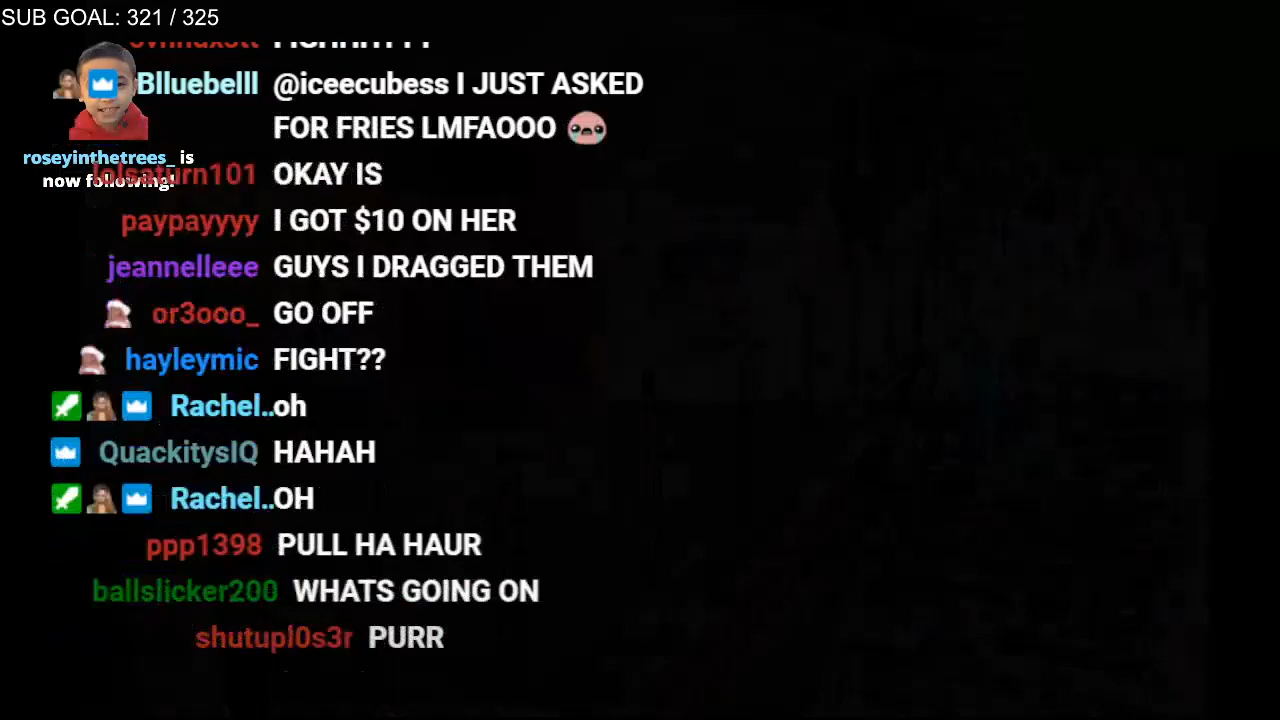 SUB GOAL: 321 / 325
Blluebelll @iceecubess I JUST ASKED
FOR FRIES LMFAOOO
roseyinthetrees_ is
now following!
lolsaturn101 OKAY IS
paypayyyy I GOT $10 ON HER
jeannelleee GUYS I DRAGGED THEM
or3ooo_ GO OFF
hayleymic FIGHT??
Rachel..oh
QuackitysIQ HAHAH
Rachel..OH
ppp1398 PULL HA HAUR
ballslicker200 WHATS GOING ON
shutupl0s3r PURR